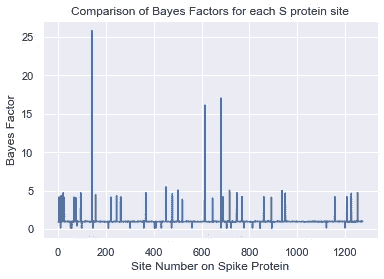 Comparison of Bayes Factors for each S protein site
Bayes Factor
25
20
15
10
5
0
0 200 400 600 800 1000 1200
Site Number on Spike Protein